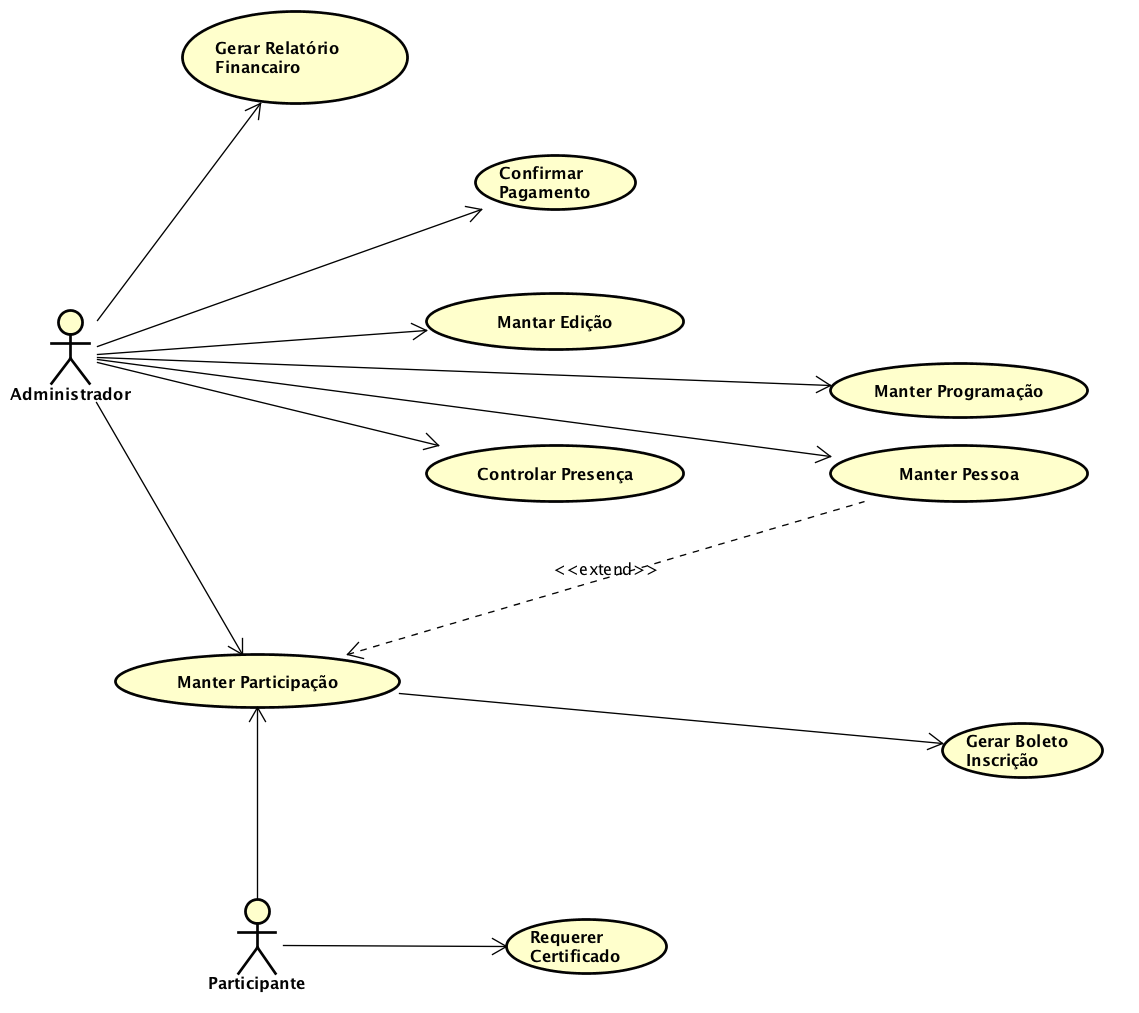 Gerar Relatório
Financairo
Confirmar
Pagamento
Mantar Edição
Administrador
Manter Programação
Controlar Presença
Manter Pessoa
<<extend>>
Manter Participação
Gerar Boleto
Inscrição
Requerer
Certificado
Participante